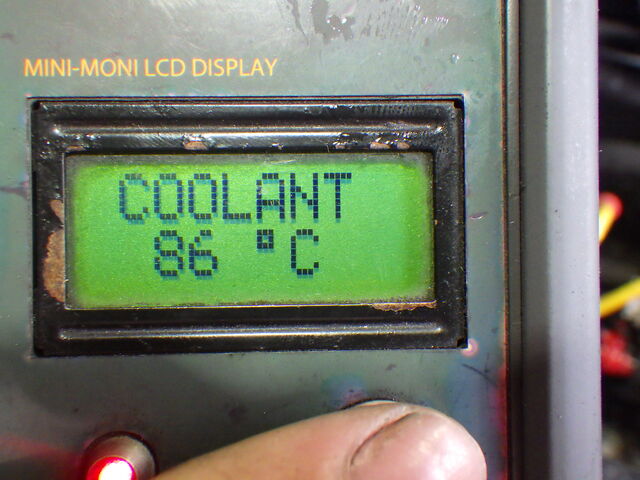 MINI-MONI LCD DISPLAY
COOLANT
86 °C